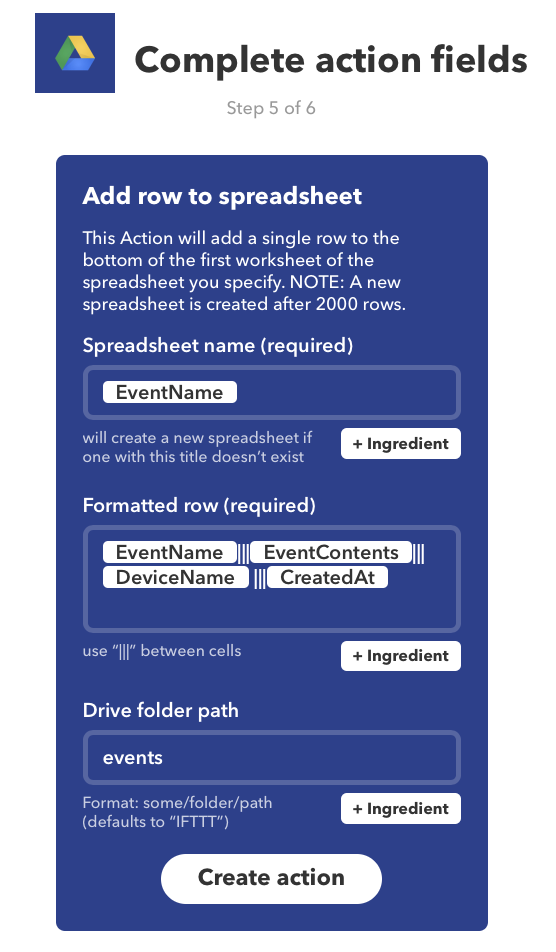 Complete action fields
Step 5 of 6
Add row to spreadsheet
This Action will add a single row to the
bottom of the first worksheet of the
spreadsheet you specify. NOTE: A new
spreadsheet is created after 2000 rows.
Spreadsheet name (required)
EventName
will create a new spreadsheet if
one with this title doesn’t exist
+ Ingredient
Formatted row (required)
EventName ||| EventContents |||
DeviceName ||| CreatedAt
use “|||” between cells
+ Ingredient
Drive folder path
events
Format: some/folder/path
(defaults to “IFTTT”)
+ Ingredient
Create action